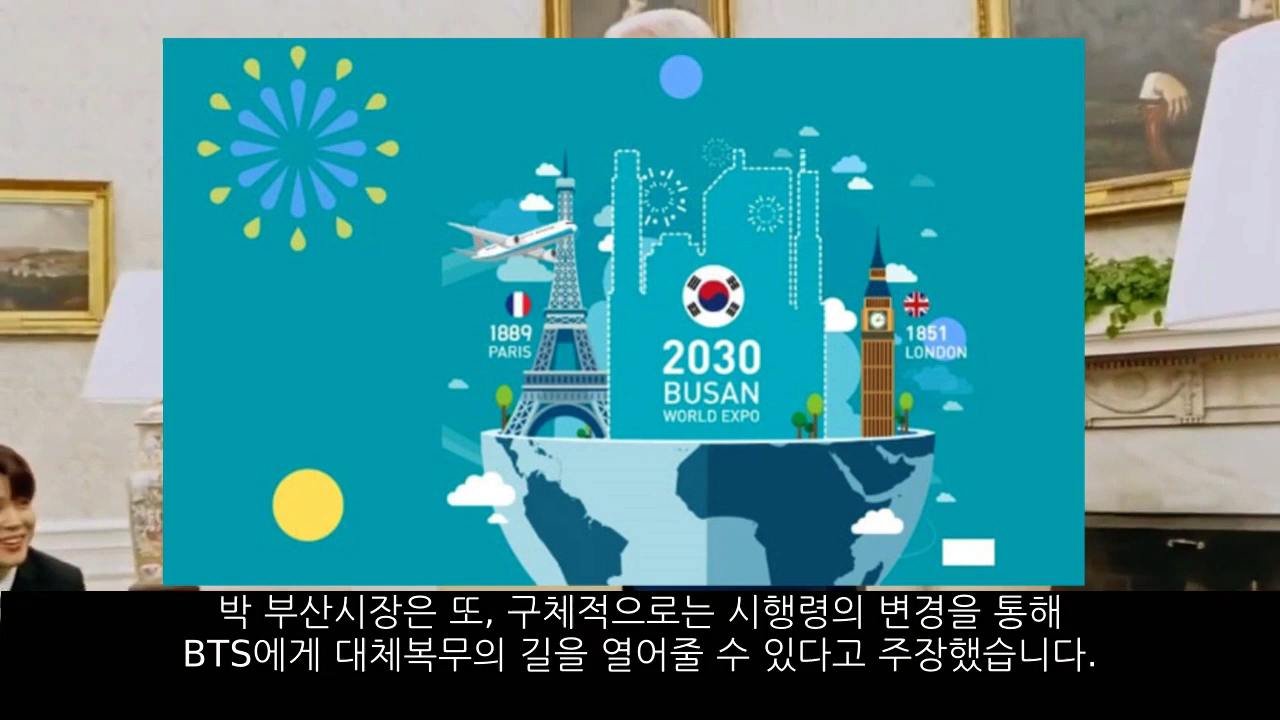 1889
PARIS
2030
BUSAN
WORLD EXPO
1851
LONDON
박 부산시장은 또, 구체적으로는 시행령의 변경을 통해
BTS에게 대체복무의 길을 열어줄 수 있다고 주장했습니다.